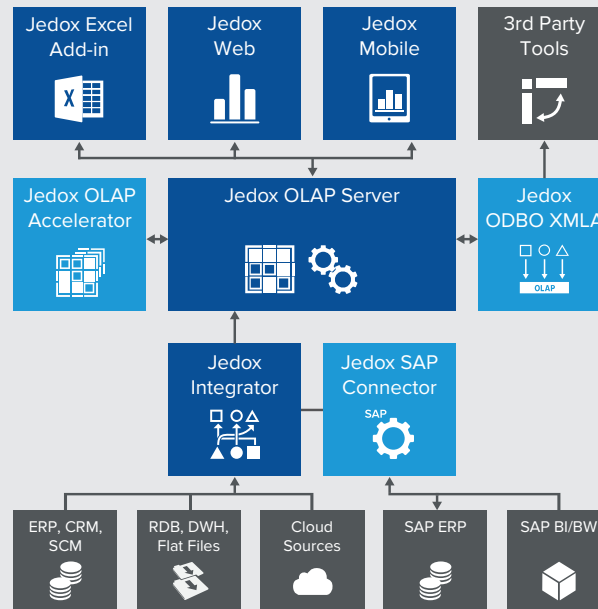 Jedox Excel
Add-in
Jedox
Web
Jedox
Mobile
3rd Party
Tools
X
Jedox OLAP
Accelerator
Jedox OLAP Server
Jedox
ODBO XMLA
OLAP
Jedox
Integrator
Jedox SAP
Connector
SAP
ERP, CRM,
SCM
RDB, DWH,
Flat Files
Cloud
Sources
SAP ERP
SAP BI/BW